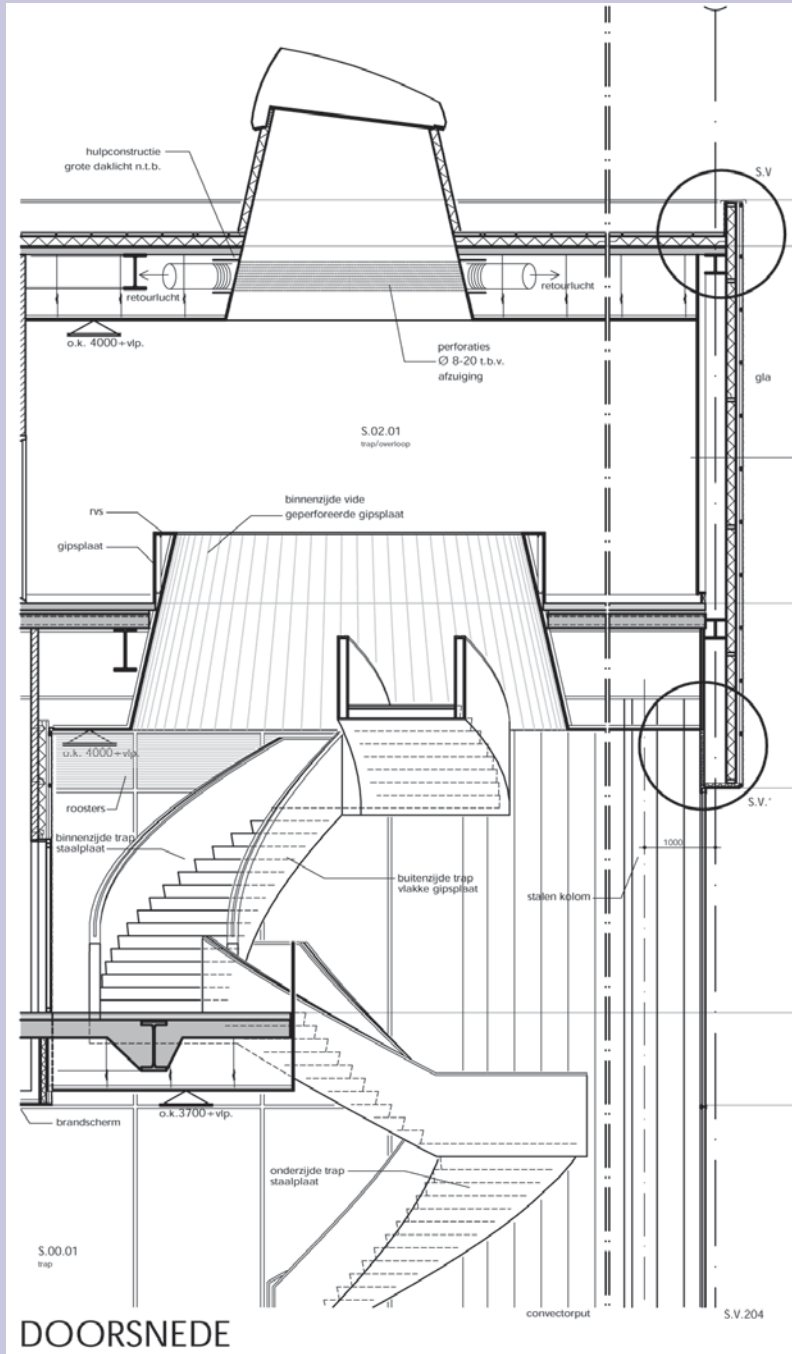 hulpconstructie
grote daklicht n.t.b.
S.V
retourlucht
retourlucht
o.k. 4000+vlp.
perforaties
Ø 8-20 t.b.v.
afzuiging
gla
S.02.01
trap/overloop
binnenzijde vide
geperforeerde gipsplaat
rvs
gipsplaat
o.k. 4000+vlp.
roosters
S.V.
binnenzijde trap
staalplaat
1000
buitenzijde trap
vlakke gipsplaat
stalen kolom
o.k.3700+vlp.
brandscherm
onderzijde trap
staalplaat
S.00.01
trap
convectorput
S.V.204
DOORSNEDE